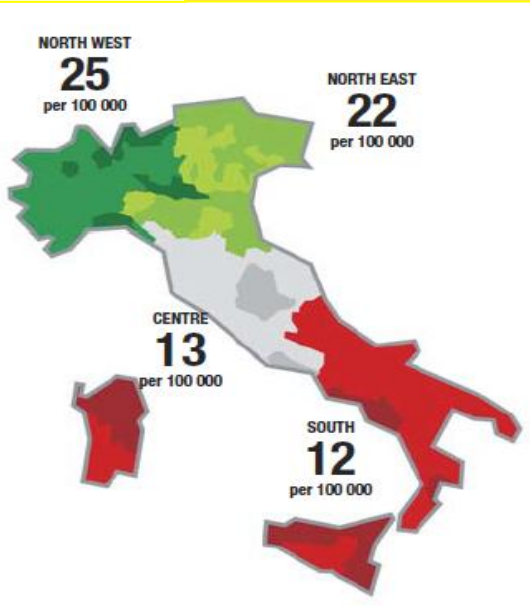 NORTH WEST
25
per 100 000
NORTH EAST
22
per 100 000
CENTRE
13
per 100 000
SOUTH
12
per 100 000